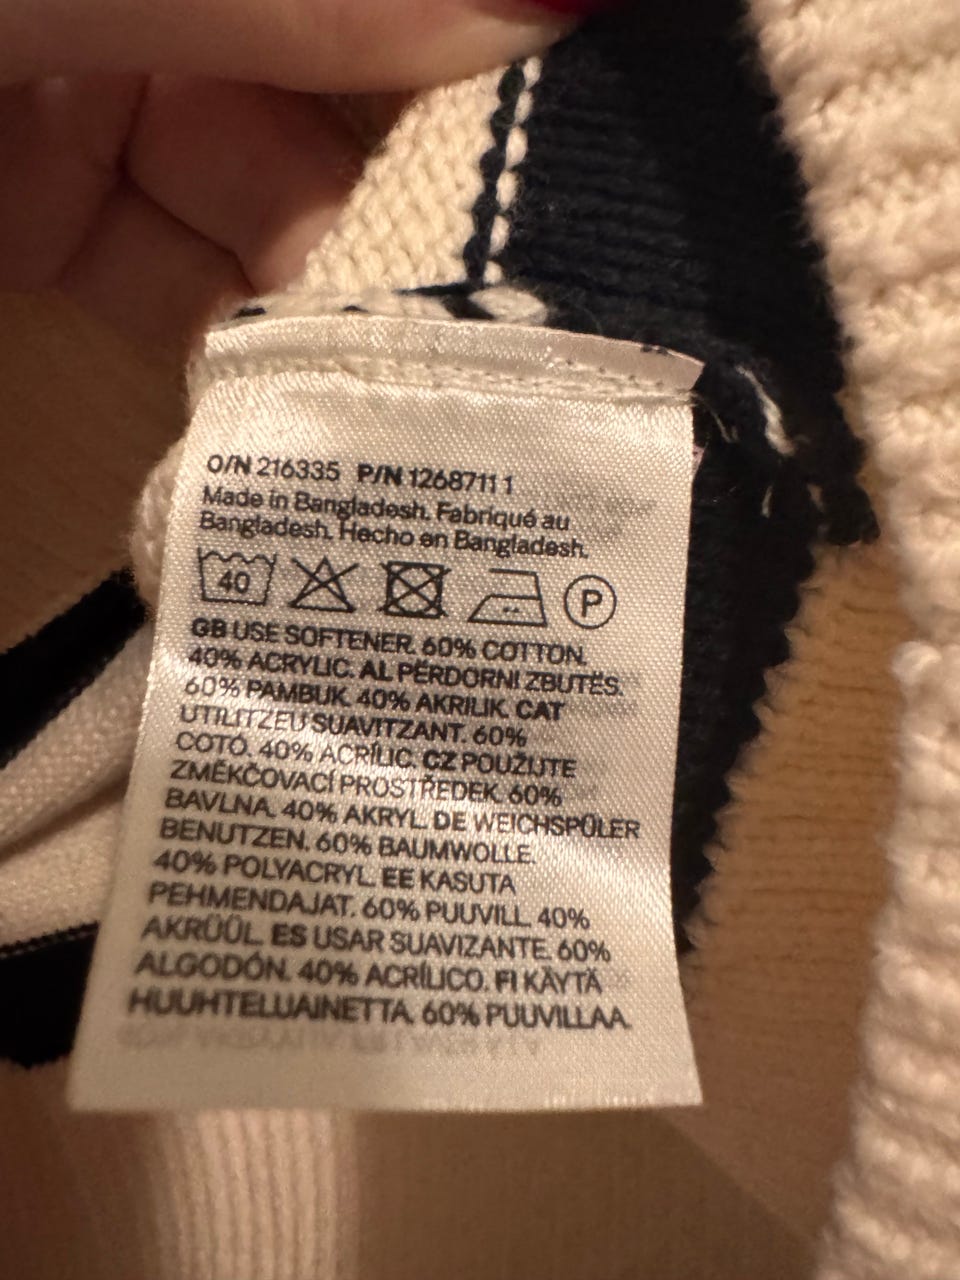 O/N 216335 P/N 1268711 1
Made in Bangladesh. Fabriqué au
Bangladesh. Hecho en Bangladesh.
40 P
GB USE SOFTENER. 60% COTTON.
40% ACRYLIC. AL PËRDORNI ZBUTËS.
60% PAMBUK. 40% AKRILIK. CAT
UTILITZEU SUAVITZANT. 60%
COTÓ. 40% ACRÍLIC. CZ POUŽIJTE
ZMĚKČOVACÍ PROSTŘEDEK. 60%
BAVLNA. 40% AKRYL. DE WEICHSPÜLER
BENUTZEN. 60% BAUMWOLLE.
40% POLYACRYL. EE KASUTA
PEHMENDAJAT. 60% PUUVILL. 40%
AKRÜÜL. ES USAR SUAVIZANTE. 60%
ALGODÓN. 40% ACRÍLICO. FI KÄYTÄ
HUUHTELUAINETTA. 60% PUUVILLAA.